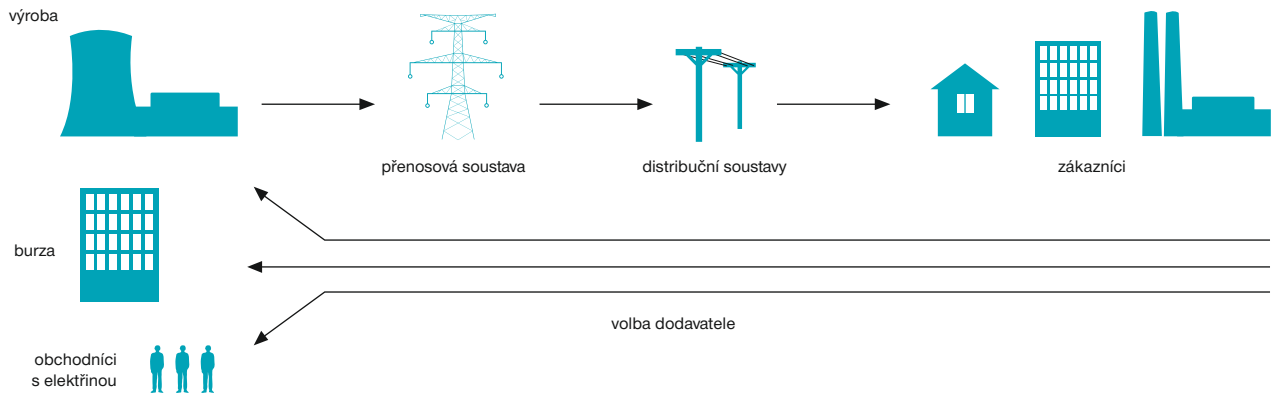 výroba
přenosová soustava
distribuční soustavy
zákazníci
burza
volba dodavatele
obchodníci
s elektřinou